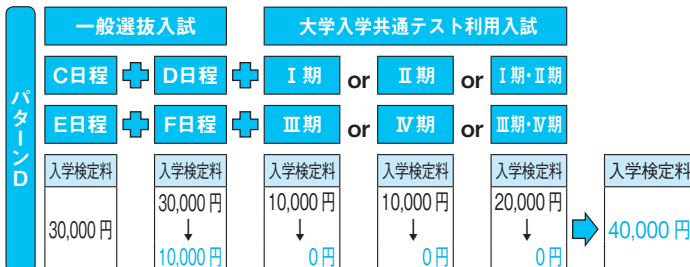 パターンD
一般選抜入試 大学入学共通テスト利用入試
C日程 D日程 Ⅰ期 or Ⅱ期 or Ⅰ期・Ⅱ期
E日程 F日程 Ⅲ期 or Ⅳ期 or Ⅲ期・Ⅳ期
入学検定料 入学検定料 入学検定料 入学検定料 入学検定料 入学検定料
30,000円 10,000円 10,000円 20,000円
↓ ↓ ↓ ↓
30,000円 40,000円
10,000円 0円 0円 0円